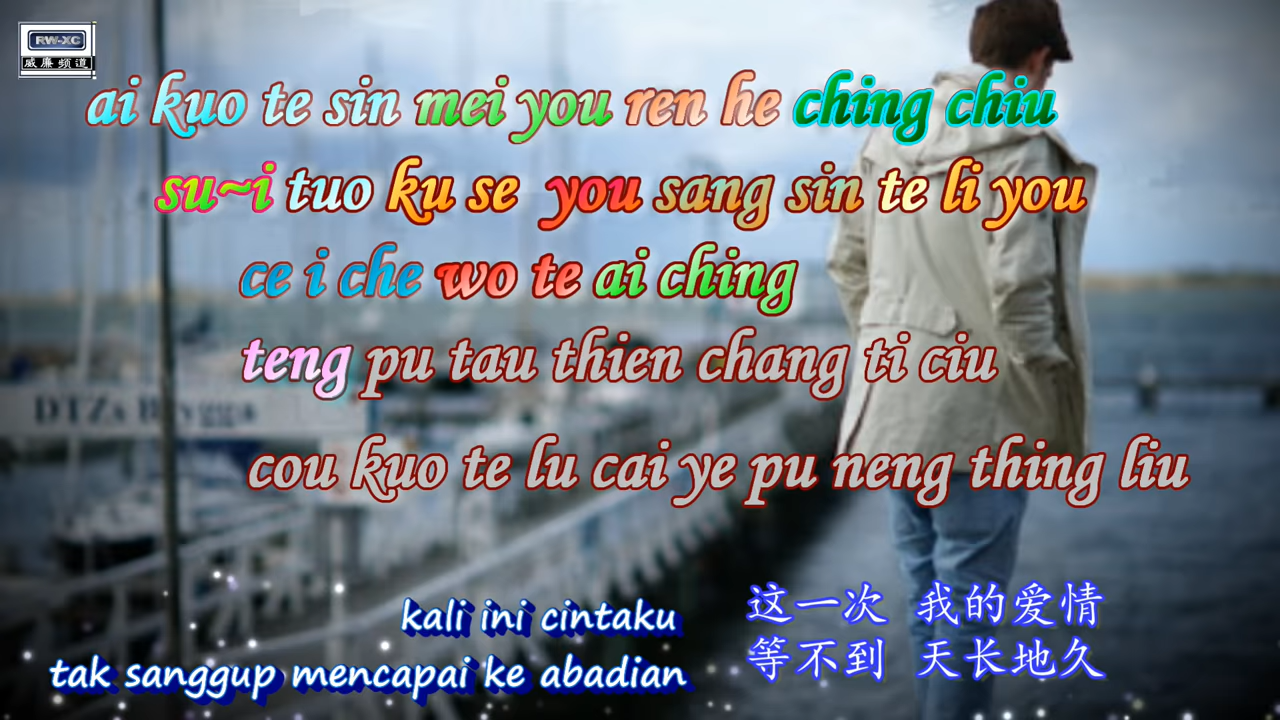 RW-XC
威廉频道
ai kuo te sin mei you ren he ching chiu
su~i tuo ku se you sang sin te li you
ce i che wo te ai ching
teng pu tau thien chang ti ciu
cou kuo te lu cai ye pu neng thing liu
kali ini cintaku
tak sanggup mencapai ke abadian
这一次 我的爱情
等不到 天长地久